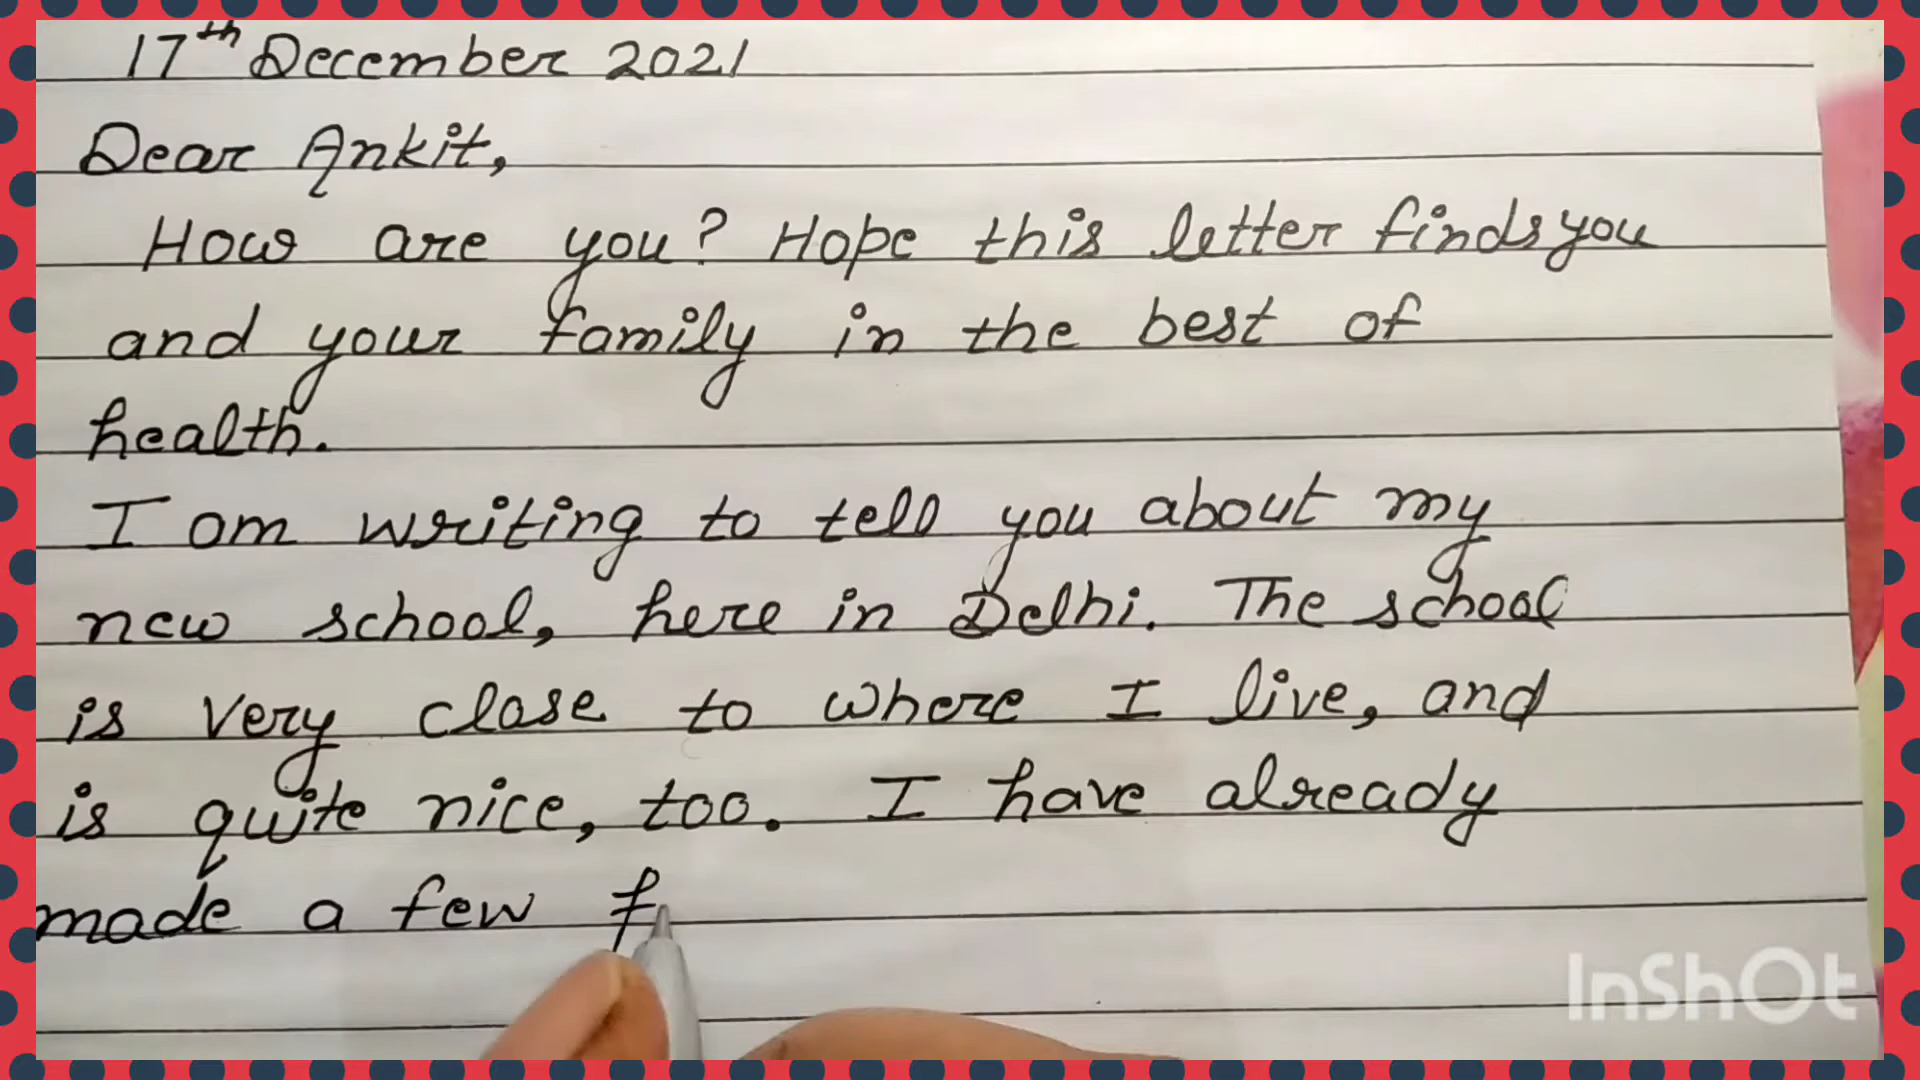 17th December 2021
Dear Ankit,
How are you? Hope this letter finds you
and your family in the best of
health.
I am writing to tell you about my
new school, here in Delhi. The school
is very close to where I live, and
is quite nice, too. I have already
made a few f
InShOt